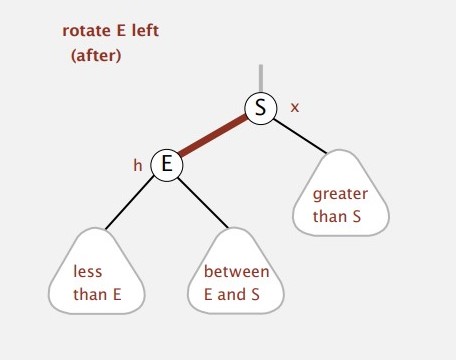 rotate E left
(after)
S
x
h
E
greater
than S
less
than E
between
E and S